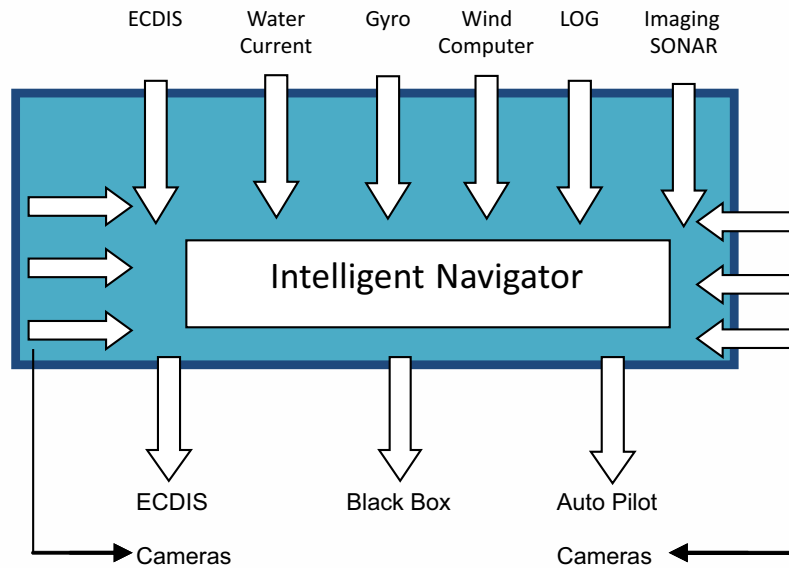 ECDIS
Water
Current
Gyro
Wind
Computer
LOG
Imaging
SONAR
Intelligent Navigator
ECDIS
Black Box
Auto Pilot
Cameras
Cameras